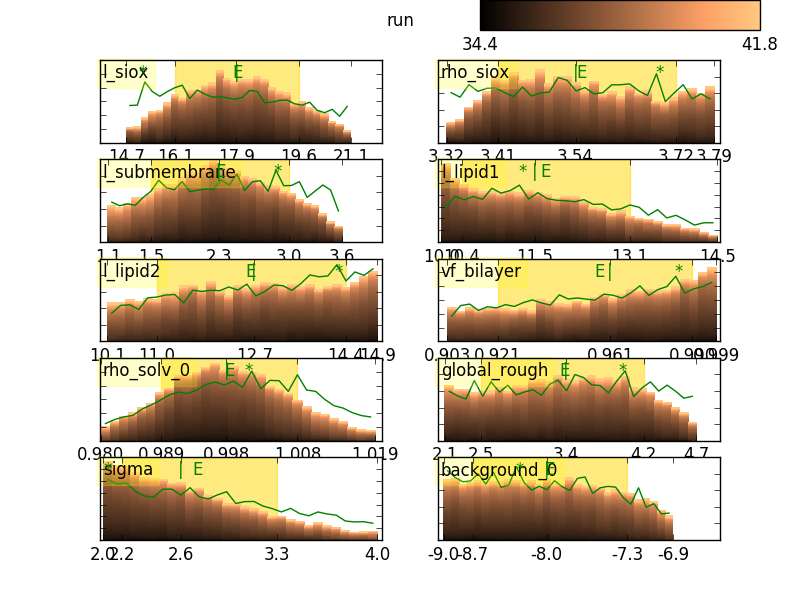 run
34.4 41.8
l_siox * E
14.7 16.1 17.9 19.6 21.1
rho_siox |E *
3.32 3.41 3.54 3.72 3.79
l_submembrane E *
1.1 1.5 2.3 3.0 3.6
l_lipid1 * | E
10.4 11.5 13.1 14.5
l_lipid2 E| *
10.1 11.0 12.7 14.4 14.9
vf_bilayer E| *
0.903 0.921 0.961 0.999
rho_solv_0 E *
0.980 0.989 0.998 1.008 1.019
global_rough E *
2.1 2.5 3.4 4.2 4.7
sigma | E
2.0 2.2 2.6 3.3 4.0
background_0 *
-9.0 -8.7 -8.0 -7.3 -6.9